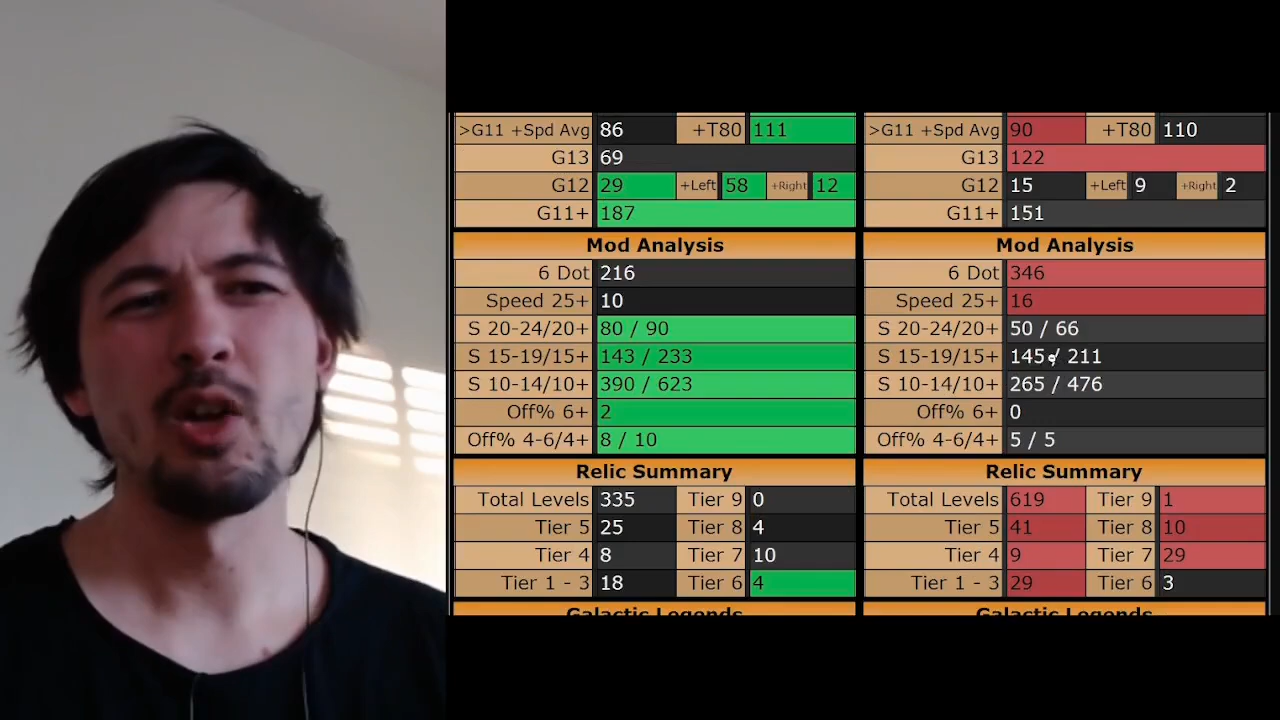 >G11 +Spd Avg 86 +T80 111
G13 69
G12 29 +Left 58 +Right 12
G11+ 187
Mod Analysis
6 Dot 216
Speed 25+ 10
S 20-24/20+ 80 / 90
S 15-19/15+ 143 / 233
S 10-14/10+ 390 / 623
Off% 6+ 2
Off% 4-6/4+ 8 / 10
Relic Summary
Total Levels 335 Tier 9 0
Tier 5 25 Tier 8 4
Tier 4 8 Tier 7 10
Tier 1 - 3 18 Tier 6 4
Galactic Legends
>G11 +Spd Avg 90 +T80 110
G13 122
G12 15 +Left 9 +Right 2
G11+ 151
Mod Analysis
6 Dot 346
Speed 25+ 16
S 20-24/20+ 50 / 66
S 15-19/15+ 145 / 211
S 10-14/10+ 265 / 476
Off% 6+ 0
Off% 4-6/4+ 5 / 5
Relic Summary
Total Levels 619 Tier 9 1
Tier 5 41 Tier 8 10
Tier 4 9 Tier 7 29
Tier 1 - 3 29 Tier 6 3
Galactic Legends